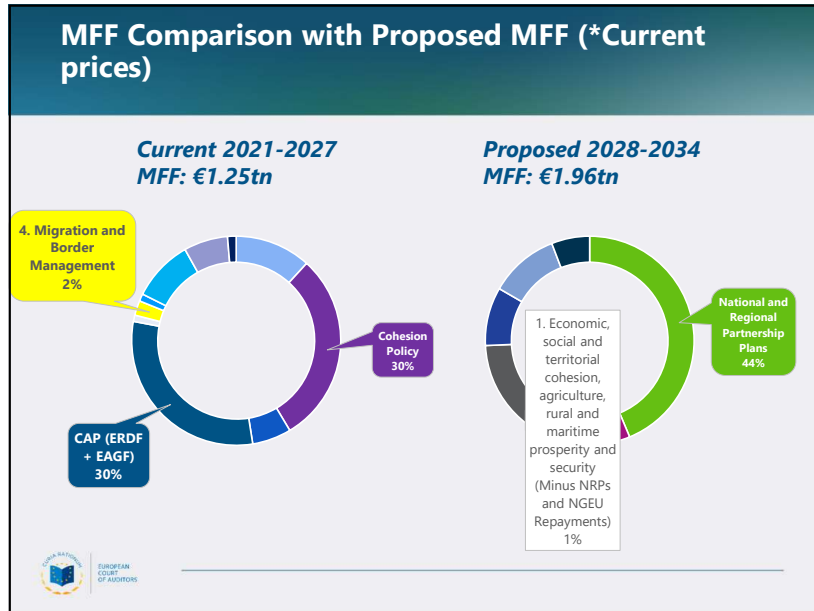 MFF Comparison with Proposed MFF (*Current
prices)
Current 2021-2027
MFF: €1.25tn
Proposed 2028-2034
MFF: €1.96tn
4. Migration and
Border
Management
2%
Cohesion
Policy
30%
CAP (ERDF
+ EAGF)
30%
National and
Regional
Partnership
Plans
44%
1. Economic,
social and
territorial
cohesion,
agriculture,
rural and
maritime
prosperity and
security
(Minus NRPs
and NGEU
Repayments)
1%
CURIA RATIONUM
EUROPEAN
COURT
OF AUDITORS